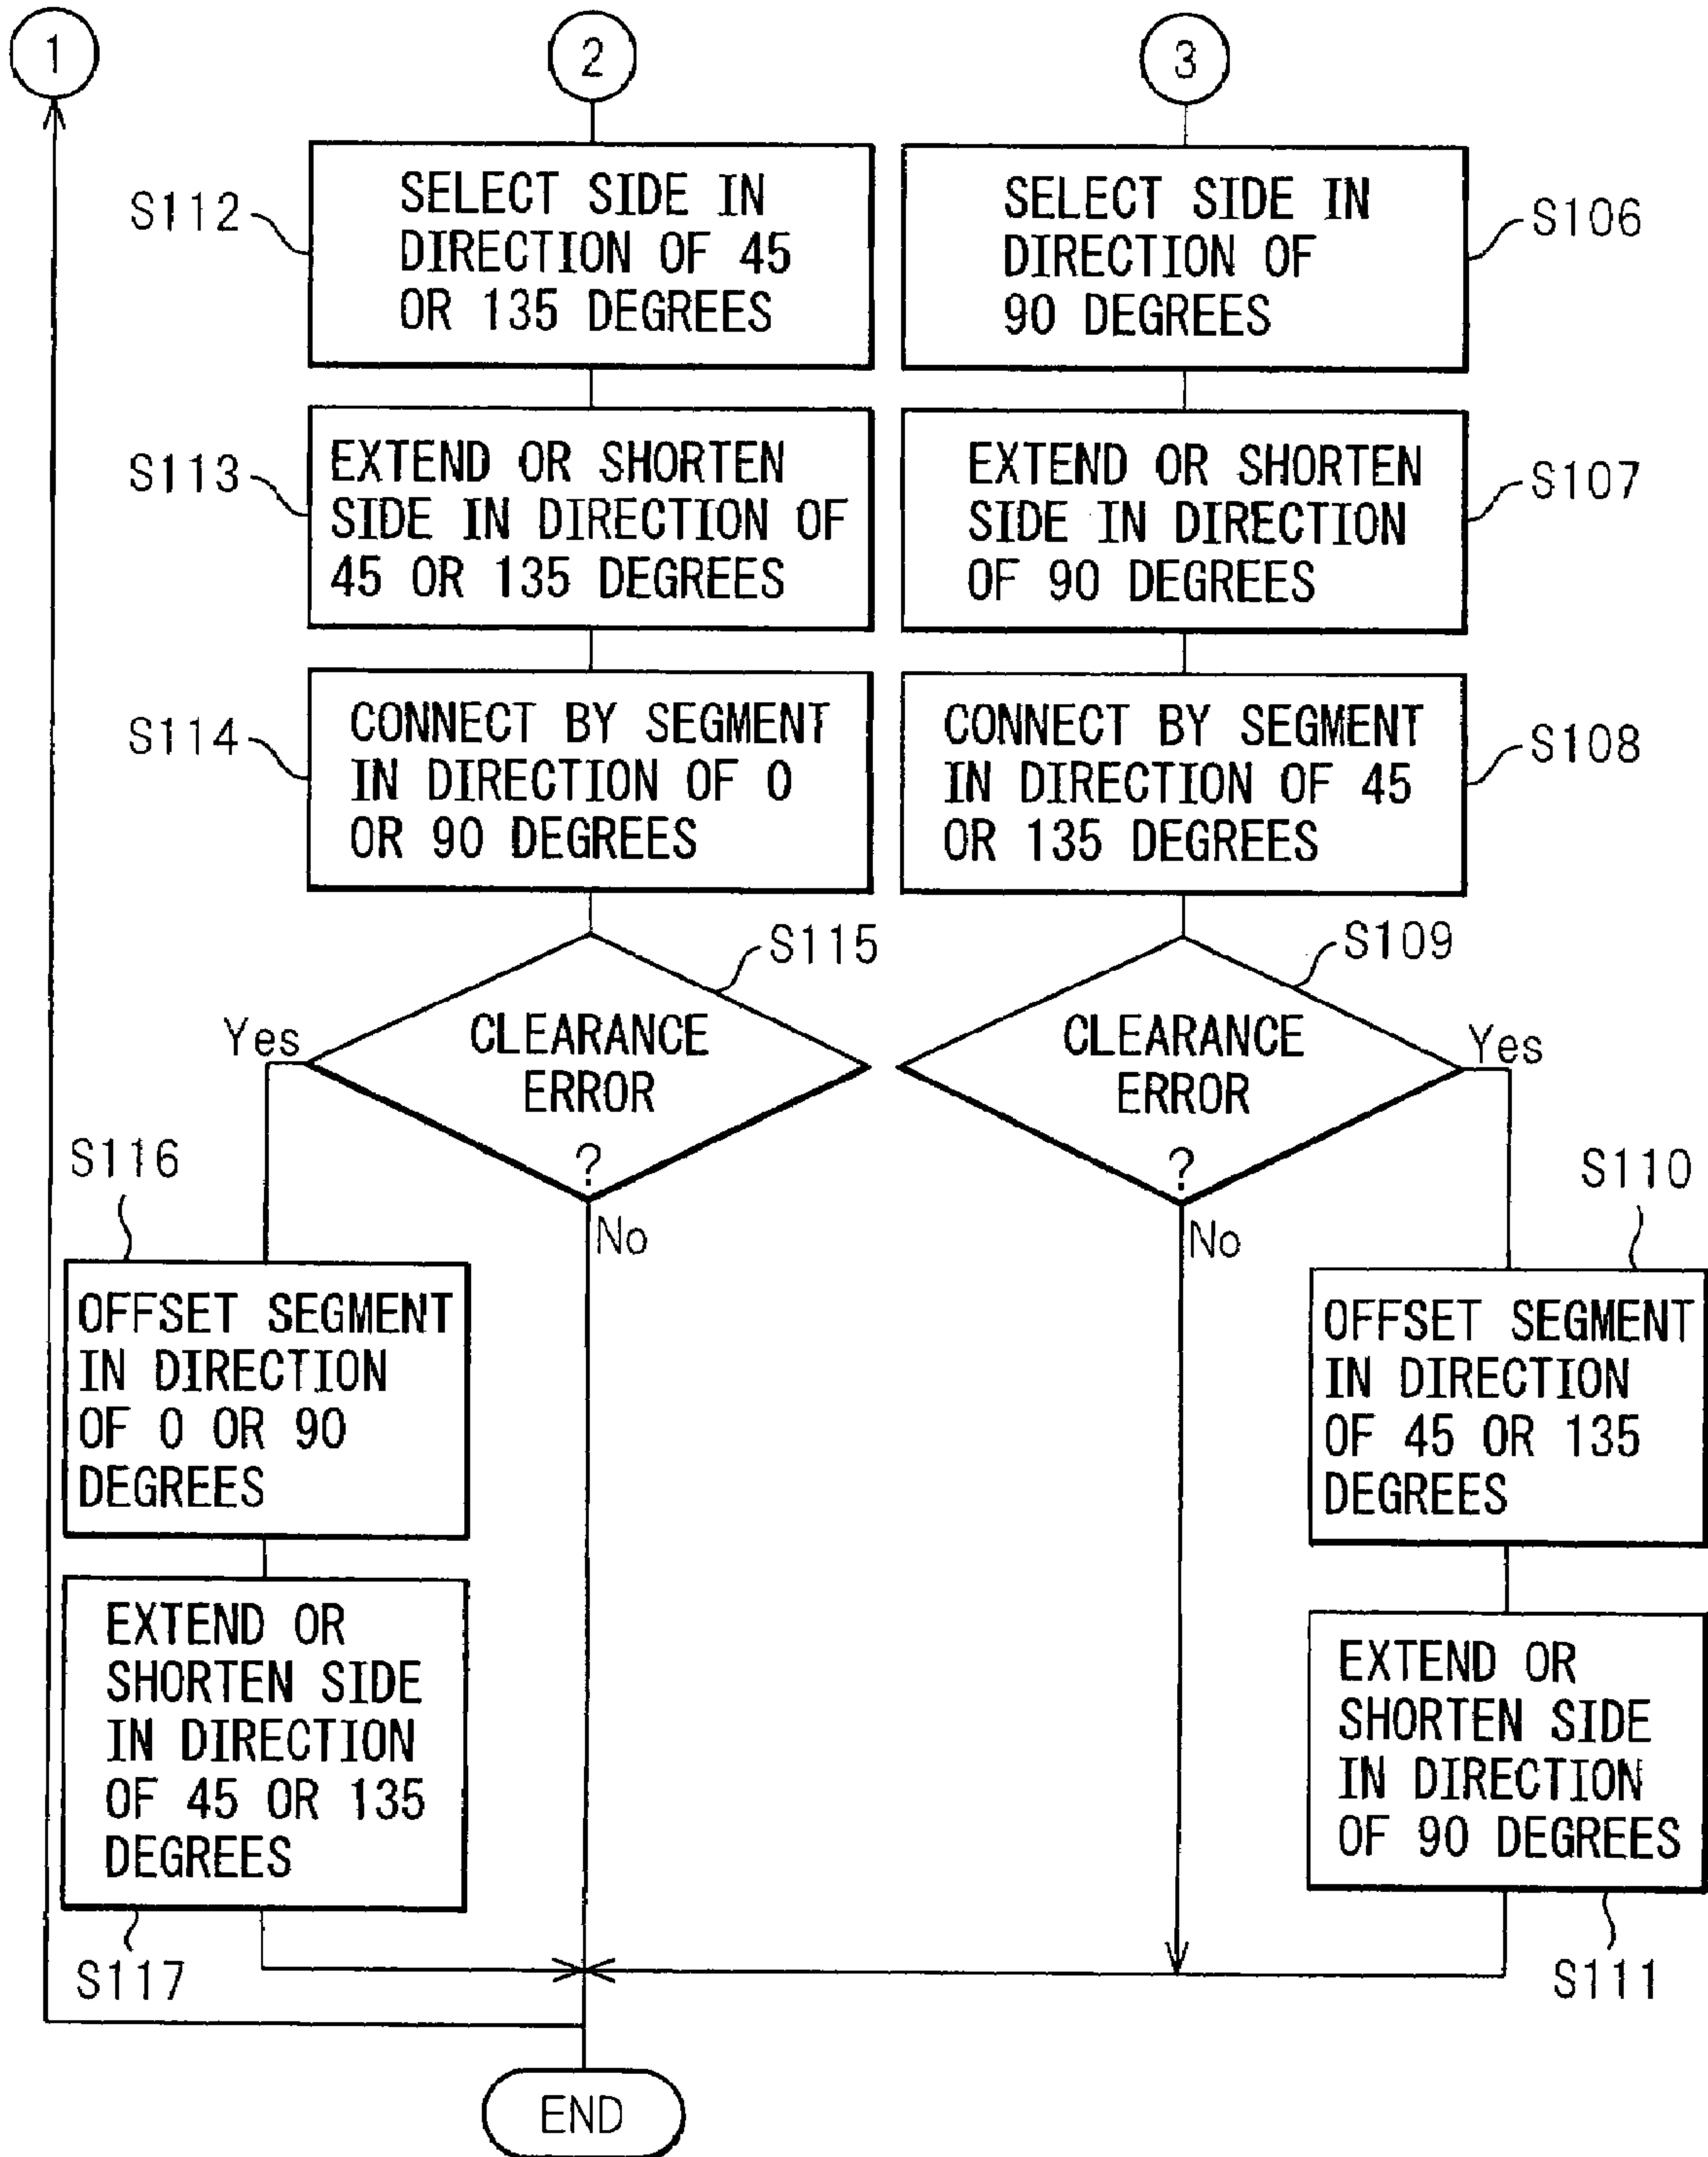 1
2
3
S112
SELECT SIDE IN
DIRECTION OF 45
OR 135 DEGREES
SELECT SIDE IN
DIRECTION OF
90 DEGREES
S106
S113
EXTEND OR SHORTEN
SIDE IN DIRECTION OF
45 OR 135 DEGREES
EXTEND OR SHORTEN
SIDE IN DIRECTION
OF 90 DEGREES
S107
S114
CONNECT BY SEGMENT
IN DIRECTION OF 0
OR 90 DEGREES
CONNECT BY SEGMENT
IN DIRECTION OF 45
OR 135 DEGREES
S108
S115
Yes
CLEARANCE
ERROR
?
No
S109
CLEARANCE
ERROR
?
Yes
No
S116
OFFSET SEGMENT
IN DIRECTION
OF 0 OR 90
DEGREES
S110
OFFSET SEGMENT
IN DIRECTION
OF 45 OR 135
DEGREES
EXTEND OR
SHORTEN SIDE
IN DIRECTION
OF 45 OR 135
DEGREES
S117
EXTEND OR
SHORTEN SIDE
IN DIRECTION
OF 90 DEGREES
S111
END